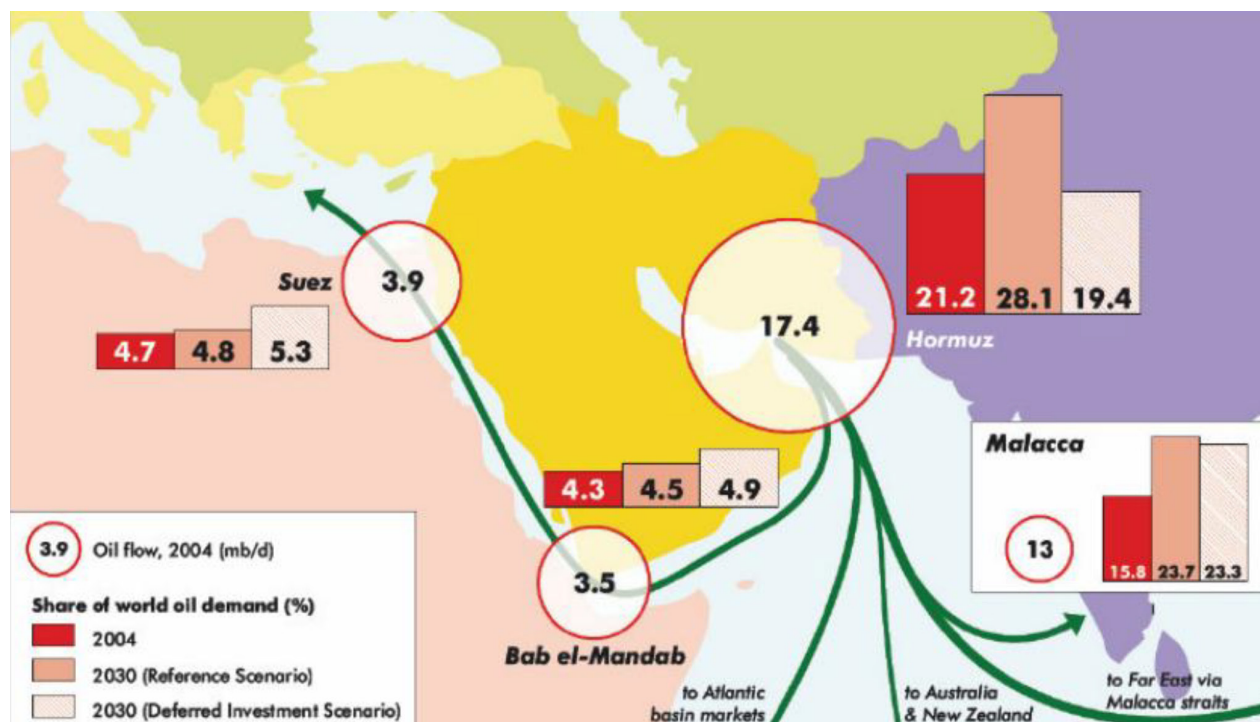 Suez
3.9
4.7 4.8 5.3
17.4
21.2 28.1 19.4
Hormuz
4.3 4.5 4.9
3.5
Bab el-Mandab
Malacca
13
15.8 23.7 23.3
3.9 Oil flow, 2004 (mb/d)
Share of world oil demand (%)
2004
2030 (Reference Scenario)
2030 (Deferred Investment Scenario)
to Atlantic
basin markets
to Australia
& New Zealand
to Far East via
Malacca straits